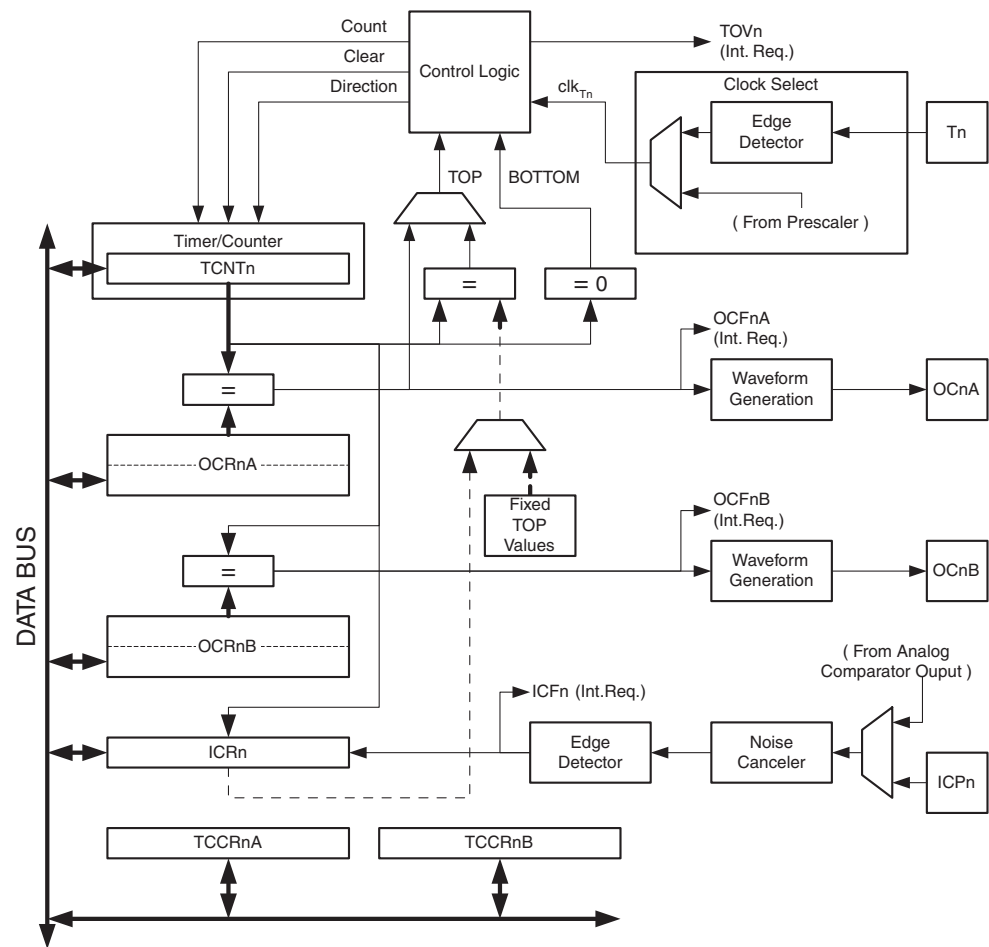 Count
Clear
Direction
Control Logic
TOVn
(Int. Req.)
clkTn
Clock Select
Edge
Detector
Tn
( From Prescaler )
TOP
BOTTOM
Timer/Counter
TCNTn
=
= 0
OCFnA
(Int. Req.)
=
Waveform
Generation
OCnA
OCRnA
Fixed
TOP
Values
OCFnB
(Int.Req.)
=
Waveform
Generation
OCnB
OCRnB
DATA BUS
( From Analog
Comparator Ouput )
ICFn (Int.Req.)
ICRn
Edge
Detector
Noise
Canceler
ICPn
TCCRnA
TCCRnB